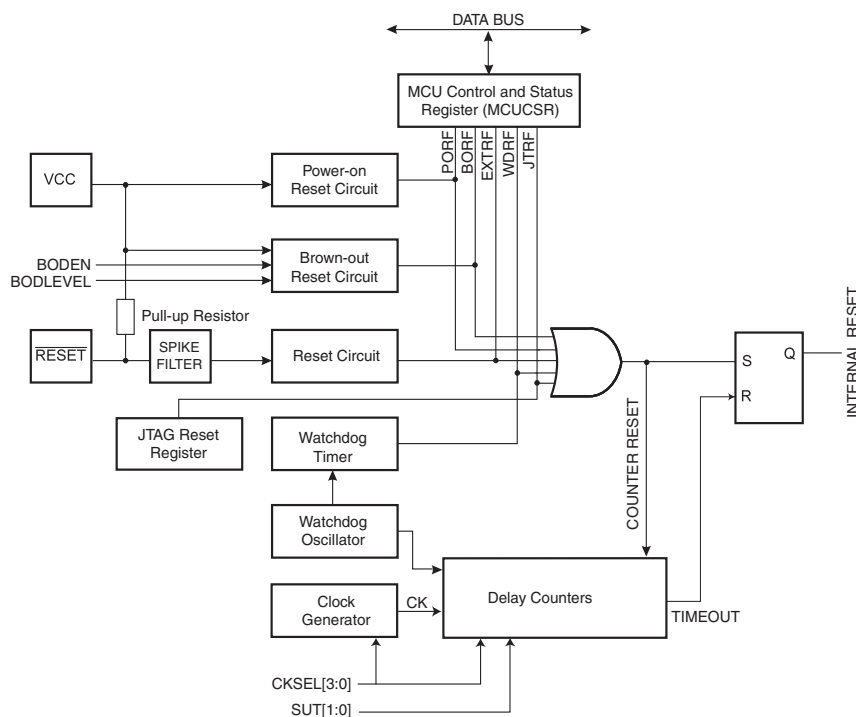 DATA BUS
MCU Control and Status
Register (MCUCSR)
PORF
BORF
EXTRF
WDRF
JTRF
VCC
Power-on
Reset Circuit
Brown-out
Reset Circuit
BODEN
BODLEVEL
Pull-up Resistor
RESET
SPIKE
FILTER
Reset Circuit
JTAG Reset
Register
Watchdog
Timer
Watchdog
Oscillator
Clock
Generator
CK
Delay Counters
COUNTER RESET
S
R
Q
INTERNAL RESET
TIMEOUT
CKSEL[3:0]
SUT[1:0]